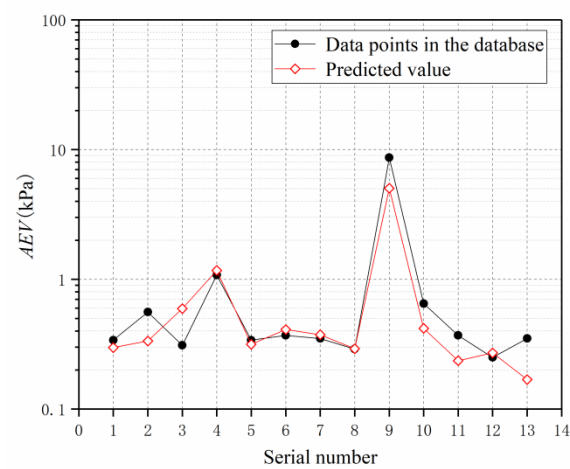 100
10
1
0.1
AEV(kPa)
Data points in the database
Predicted value
0 1 2 3 4 5 6 7 8 9 10 11 12 13 14
Serial number